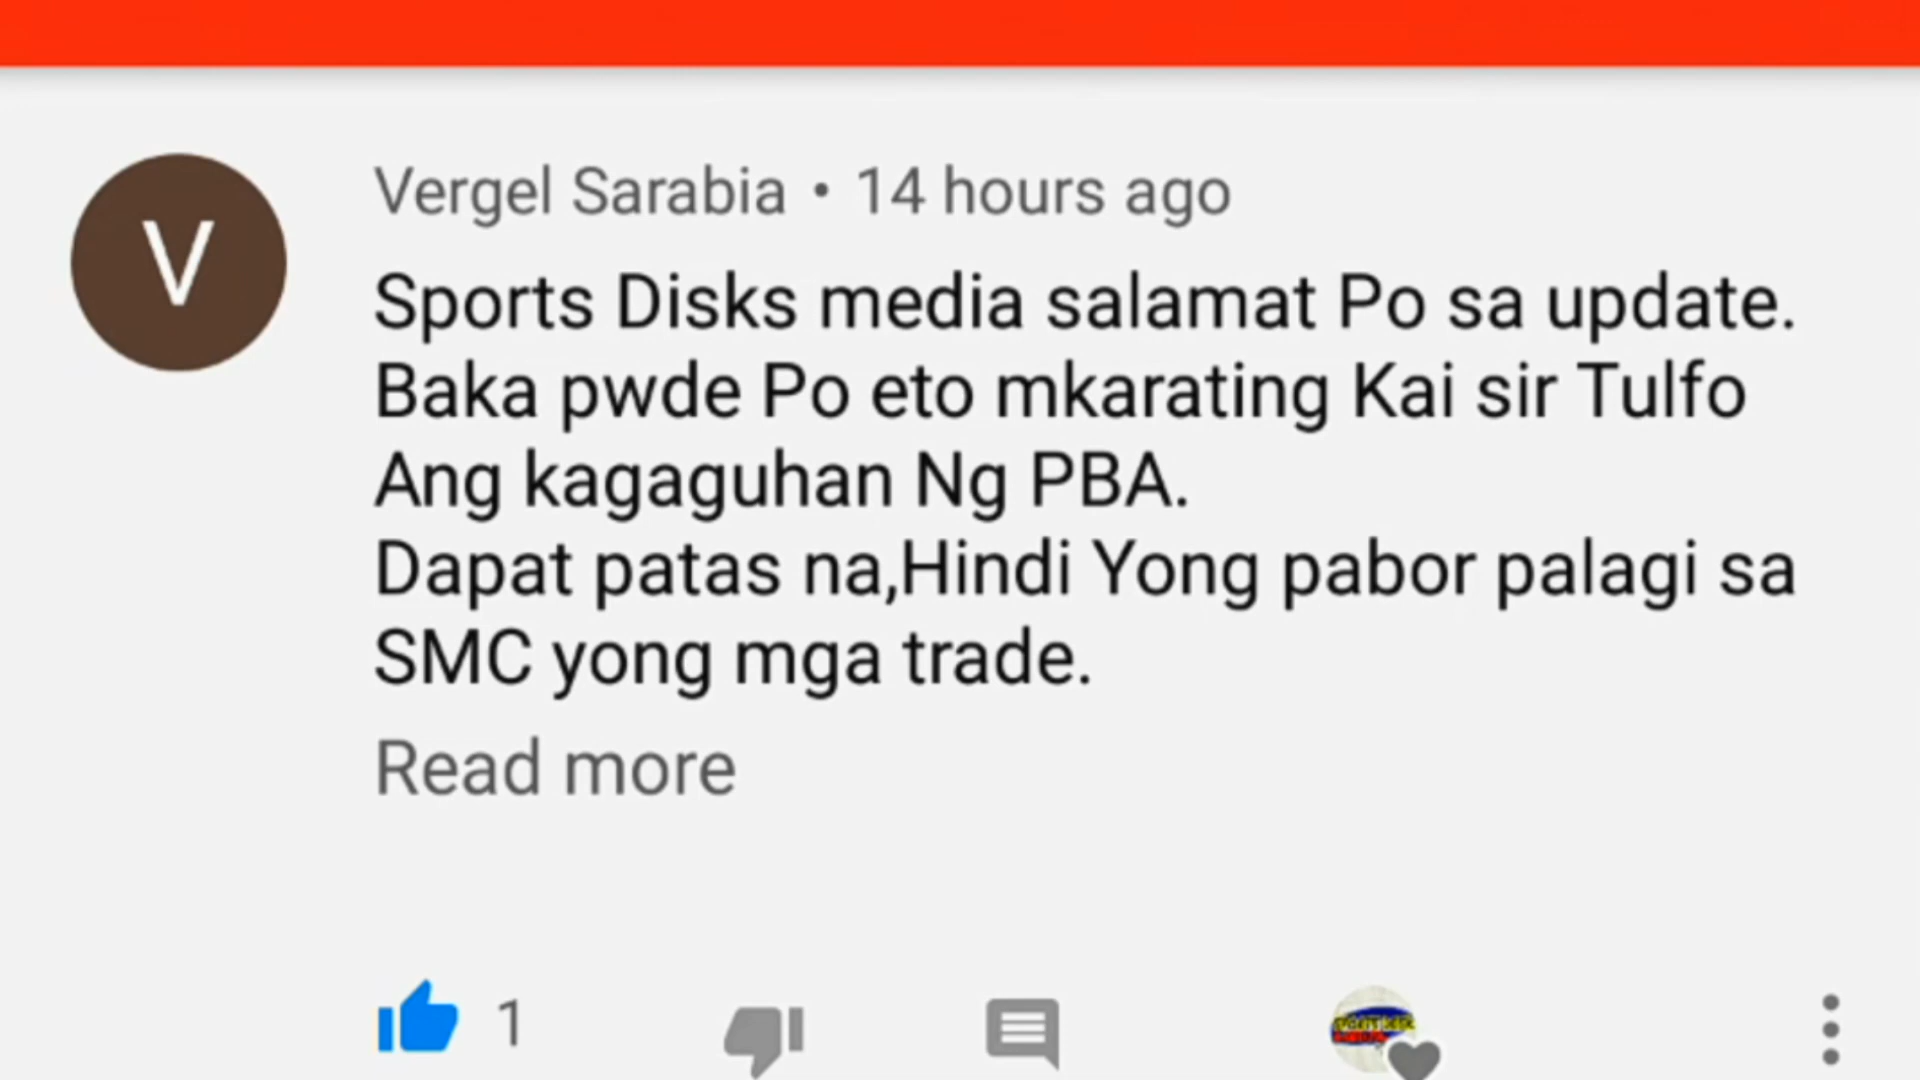 V
Vergel Sarabia • 14 hours ago
Sports Disks media salamat Po sa update.
Baka pwde Po eto mkarating Kai sir Tulfo
Ang kagaguhan Ng PBA.
Dapat patas na,Hindi Yong pabor palagi sa
SMC yong mga trade.
Read more
1